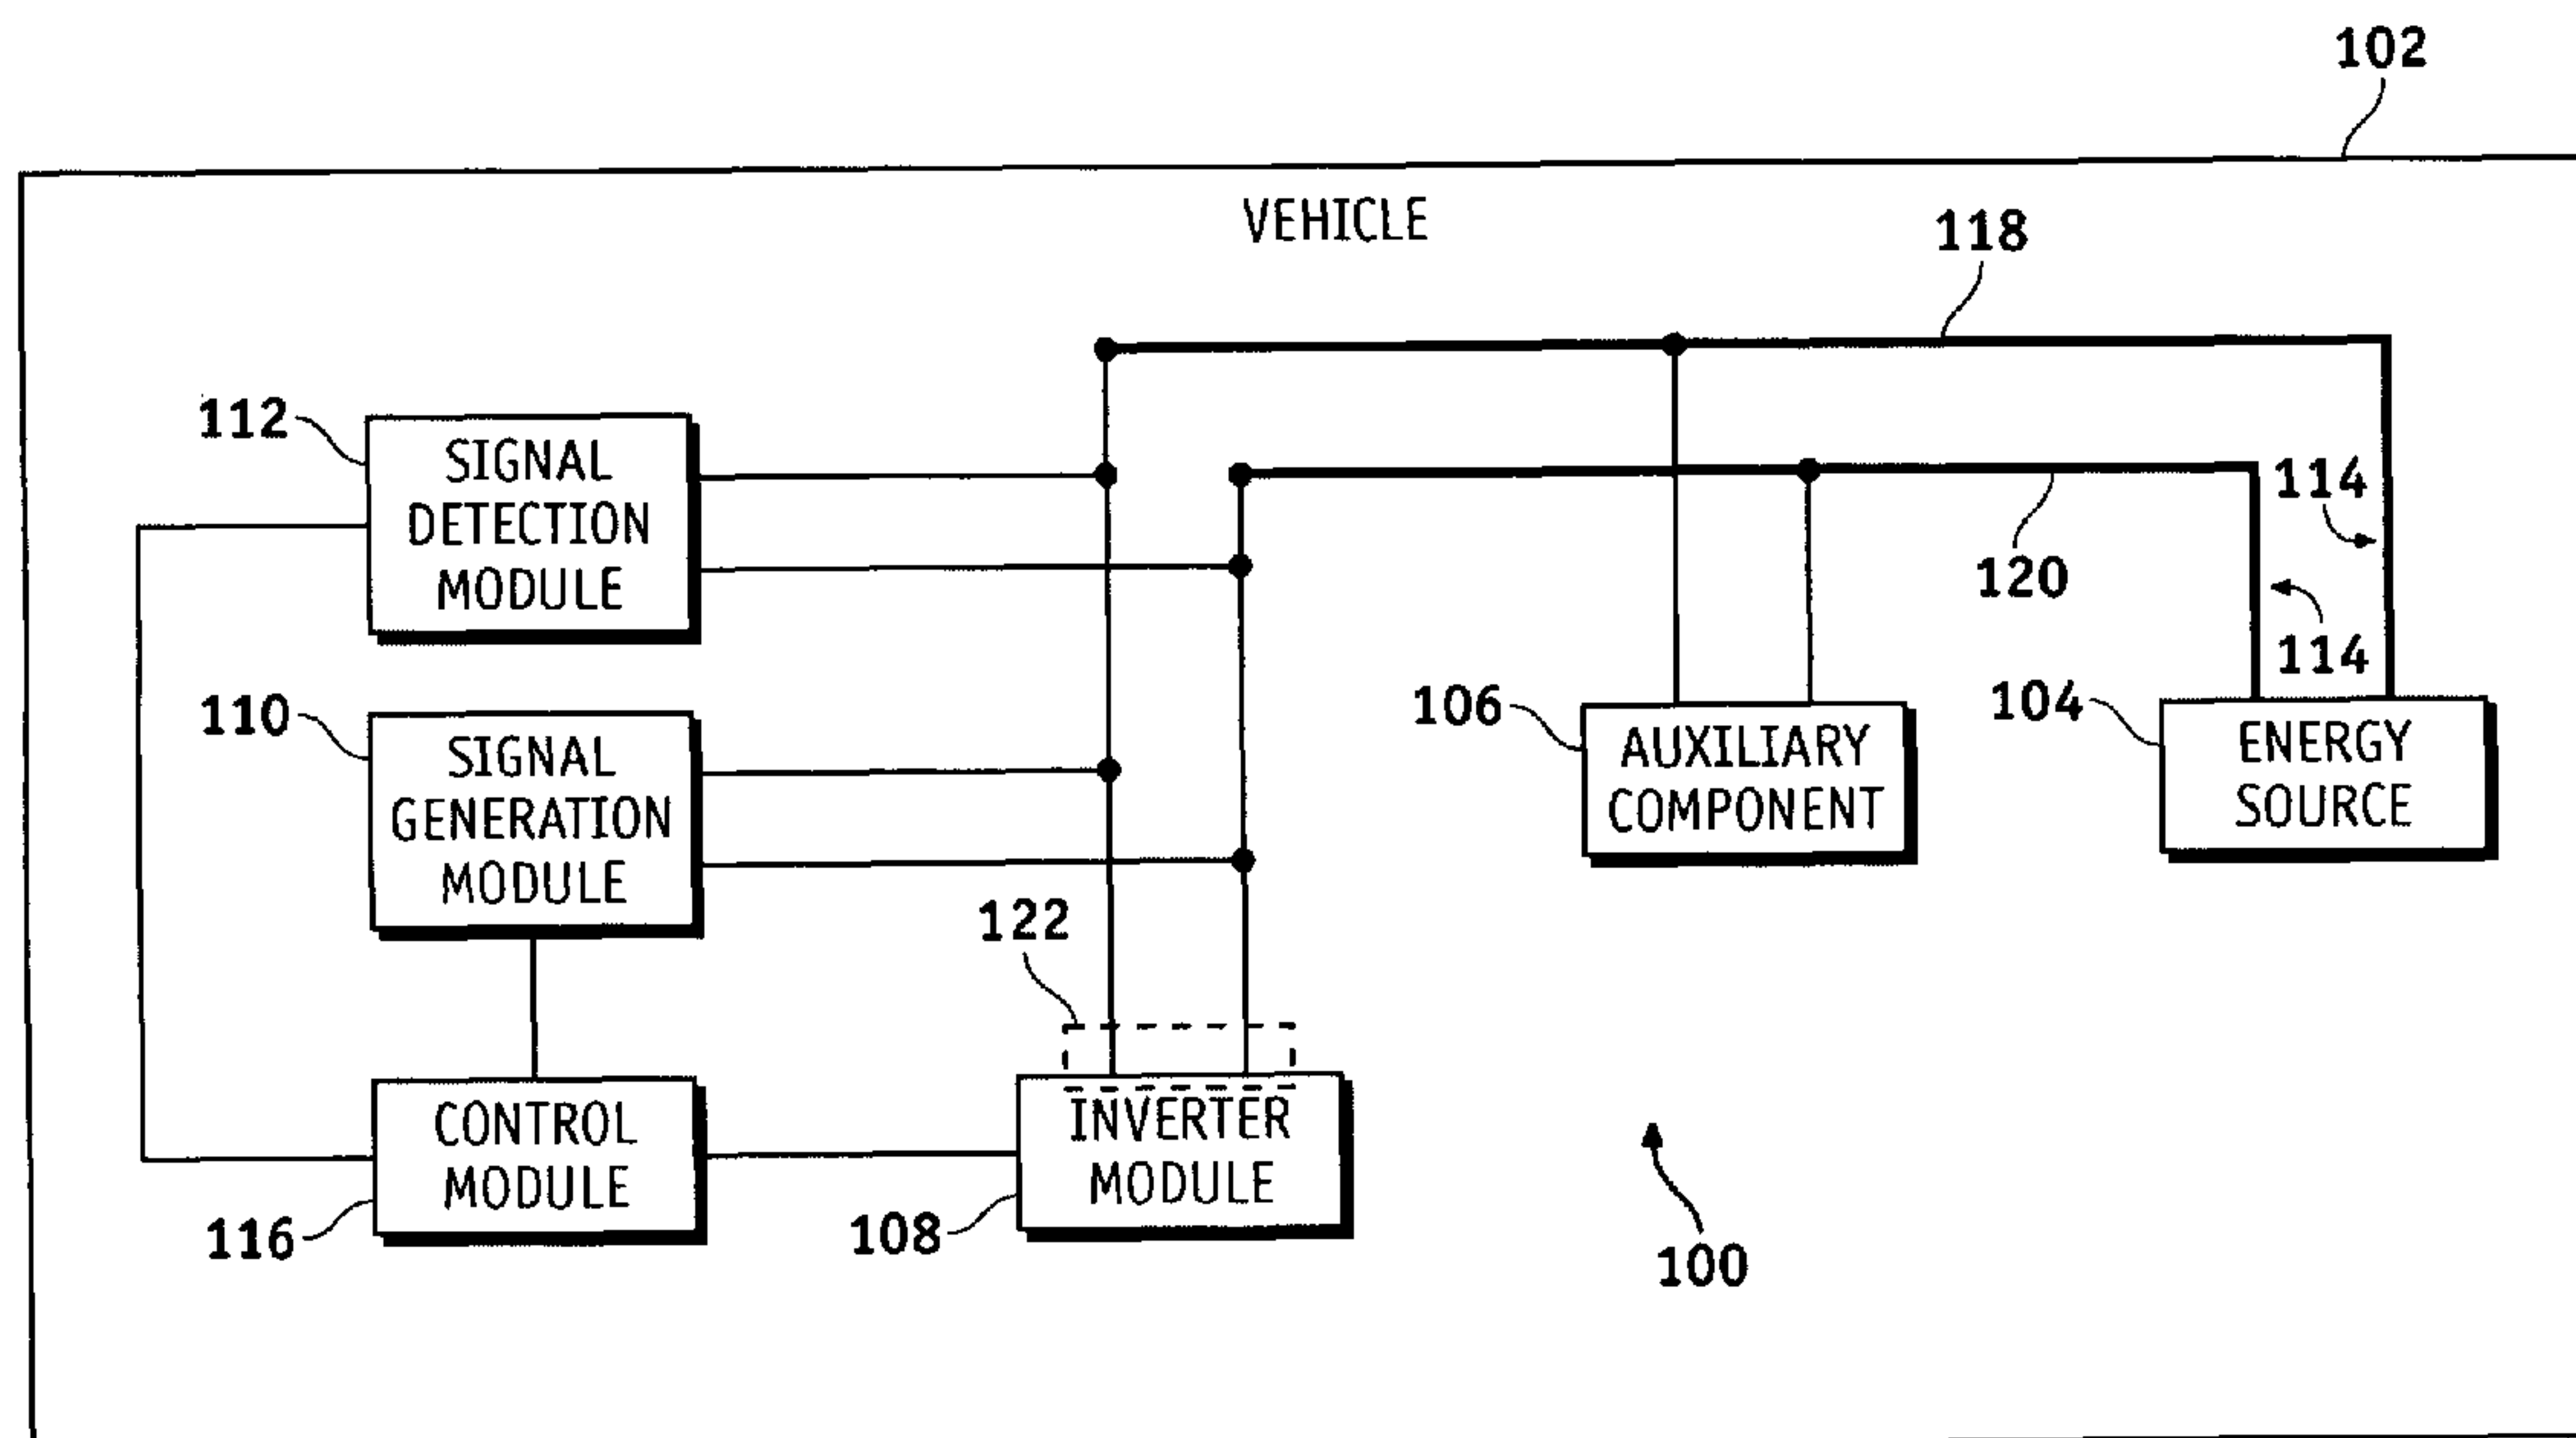 102
VEHICLE
118
112
SIGNAL
DETECTION
MODULE
114
120
114
110
SIGNAL
GENERATION
MODULE
106
AUXILIARY
COMPONENT
104
ENERGY
SOURCE
122
CONTROL
MODULE
116
INVERTER
MODULE
108
100